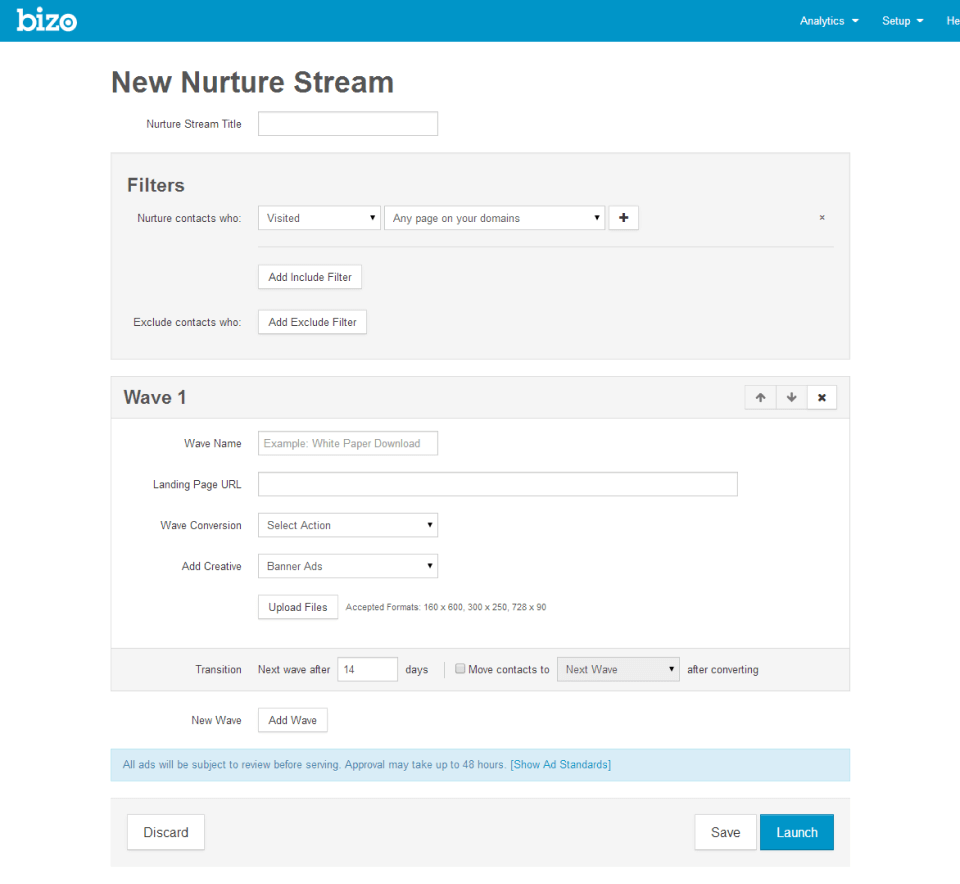 bizo Analytics Setup He
New Nurture Stream
Nurture Stream Title
Filters
Nurture contacts who: Visited Any page on your domains + ×
Add Include Filter
Exclude contacts who: Add Exclude Filter
Wave 1
Wave Name Example: White Paper Download
Landing Page URL
Wave Conversion Select Action
Add Creative Banner Ads
Upload Files Accepted Formats: 160 x 600, 300 x 250, 728 x 90
Transition Next wave after 14 days Move contacts to Next Wave after converting
New Wave Add Wave
All ads will be subject to review before serving. Approval may take up to 48 hours. [Show Ad Standards]
Discard Save Launch